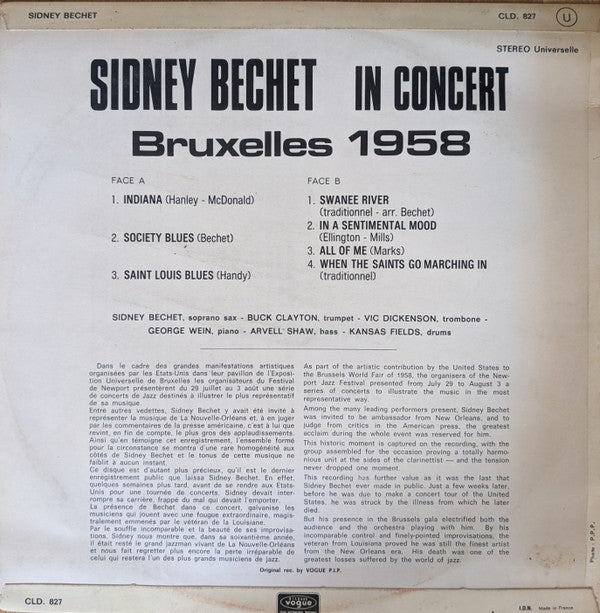 SIDNEY BECHET
CLD. 827
U
STEREO Universelle
SIDNEY BECHET IN CONCERT
Bruxelles 1958
FACE A
1. INDIANA (Hanley - McDonald)
2. SOCIETY BLUES (Bechet)
3. SAINT LOUIS BLUES (Handy)
FACE B
1. SWANEE RIVER
(traditionnel - arr. Bechet)
2. IN A SENTIMENTAL MOOD
(Ellington - Mills)
3. ALL OF ME (Marks)
4. WHEN THE SAINTS GO MARCHING IN
(traditionnel)
SIDNEY BECHET, soprano sax - BUCK CLAYTON, trumpet - VIC DICKENSON, trombone -
GEORGE WEIN, piano - ARVELL SHAW, bass - KANSAS FIELDS, drums
Dans le cadre des grandes manifestations artistiques
organisées par les Etats-Unis dans leur pavillon de l'Exposi-
tion Universelle de Bruxelles les organisateurs du Festival
de Newport présentèrent du 29 juillet au 3 août une série
de concerts de Jazz destinés à illustrer le plus représentatif
de sa musique.
Entre autres vedettes, Sidney Bechet y avait été invité à
représenter la musique de La Nouvelle-Orléans et, à en juger
par les commentaires de la presse américaine, c'est à lui que
revint, en fin de compte, le plus gros des applaudissements.
Ainsi qu'en témoigne cet enregistrement, l'ensemble formé
pour la circonstance se montra d'une rare homogénéité aux
côtés de Sidney Bechet et le tonus de cette musique ne
faiblit à aucun instant.
Ce disque est d'autant plus précieux, qu'il est le dernier
enregistrement public que laissa Sidney Bechet. En effet,
quelques semaines plus tard, avant de se rendre aux Etats-
Unis pour une tournée de concerts, Sidney devait inter-
rompre sa carrière, frappé du mal qui devait l'emporter.
La présence de Bechet dans ce concert, galvanise les
musiciens qui jouent avec une fougue extraordinaire, magis-
tralement emmenés par le vétéran de la Louisiane.
Par le souffle incomparable et la beauté de ses improvisa-
tions, Sidney nous montre que, dans sa soixantième année,
il était resté le grand jazzman vivant de La Nouvelle-Orléans
et nous fait regretter plus encore la perte irréparable de
celui qui restera l'un des plus grands musiciens de jazz.
As part of the artistic contribution by the United States to
the Brussels World Fair of 1958, the organisers of the New-
port Jazz Festival presented from July 29 to August 3 a
series of concerts to illustrate the music in the most
representative way.
Among the many leading performers present, Sidney Bechet
was invited to be ambassador from New Orleans, and to
judge from critics in the American press, the greatest
acclaim during the whole event was reserved for him.
This historic moment is captured on the recording, with the
group assembled for the occasion proving a totally harmo-
nious unit at the sides of the clarinettist — and the tension
never dropped one moment.
This recording has further value as it was the last that
Sidney Bechet ever made in public. Just a few weeks later,
before he was due to make a concert tour of the United
States, he was struck by the illness from which he later
died.
But his presence in the Brussels gala electrified both the
audience and the orchestra playing with him. By his
incomparable control and finely-pointed improvisations, the
veteran from Louisiana proved he was still the finest artist
from the New Orleans era. His death was one of the
greatest losses suffered by the world of jazz.
Original rec. by VOGUE P.I.P.
Photo : P.P.P.
CLD. 827
disques
vogue
I.D.N. Made in France